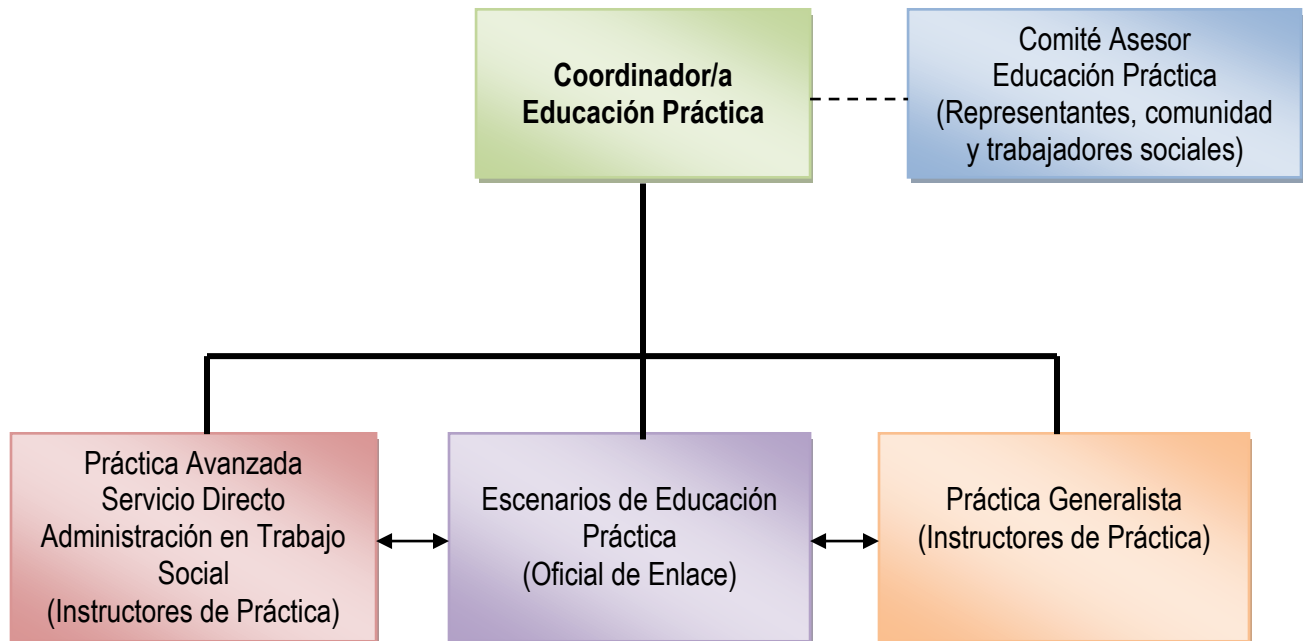 Coordinador/a
Educación Práctica
Comité Asesor
Educación Práctica
(Representantes, comunidad
y trabajadores sociales)
Práctica Avanzada
Servicio Directo
Administración en Trabajo
Social
(Instructores de Práctica)
Escenarios de Educación
Práctica
(Oficial de Enlace)
Práctica Generalista
(Instructores de Práctica)